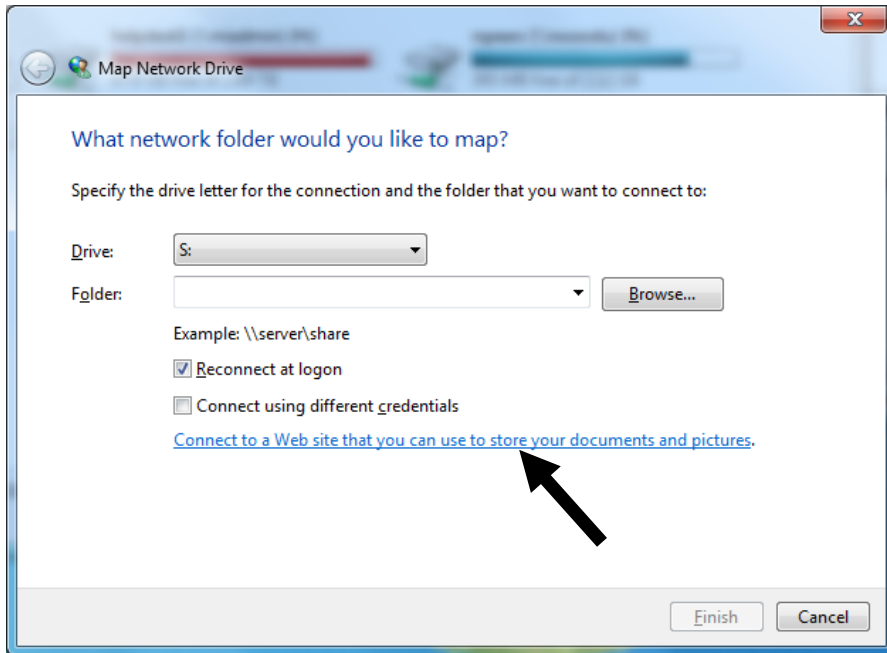 Map Network Drive
What network folder would you like to map?
Specify the drive letter for the connection and the folder that you want to connect to:
Drive: S:
Folder: Browse...
Example: \\server\share
Reconnect at logon
Connect using different credentials
Connect to a Web site that you can use to store your documents and pictures.
Finish Cancel